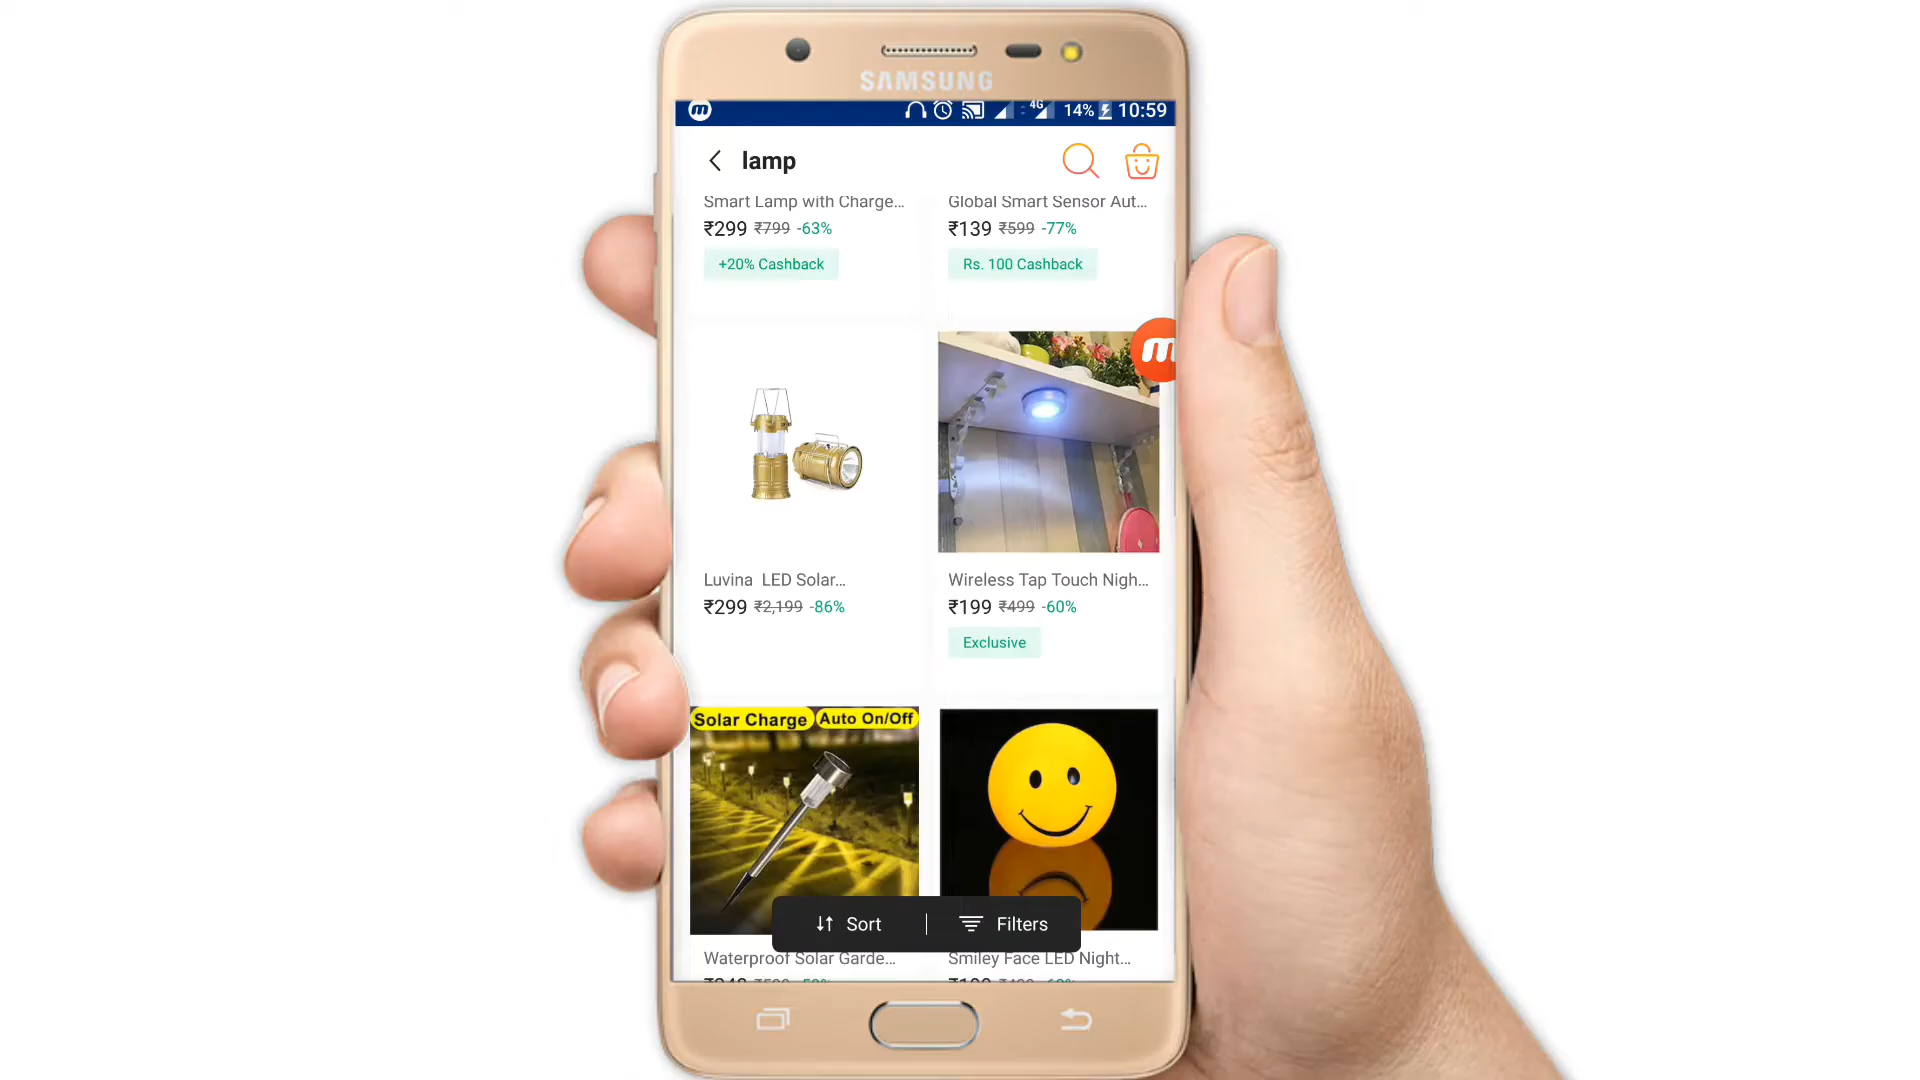 SAMSUNG
m 4G 14% 10:59
lamp
Smart Lamp with Charge...
₹299 ₹799 -63%
+20% Cashback
Global Smart Sensor Aut...
₹139 ₹599 -77%
Rs. 100 Cashback
m
Luvina LED Solar...
₹299 ₹2,199 -86%
Wireless Tap Touch Nigh...
₹199 ₹499 -60%
Exclusive
Solar Charge Auto On/Off
Waterproof Solar Garde...
Smiley Face LED Night...
Sort
Filters